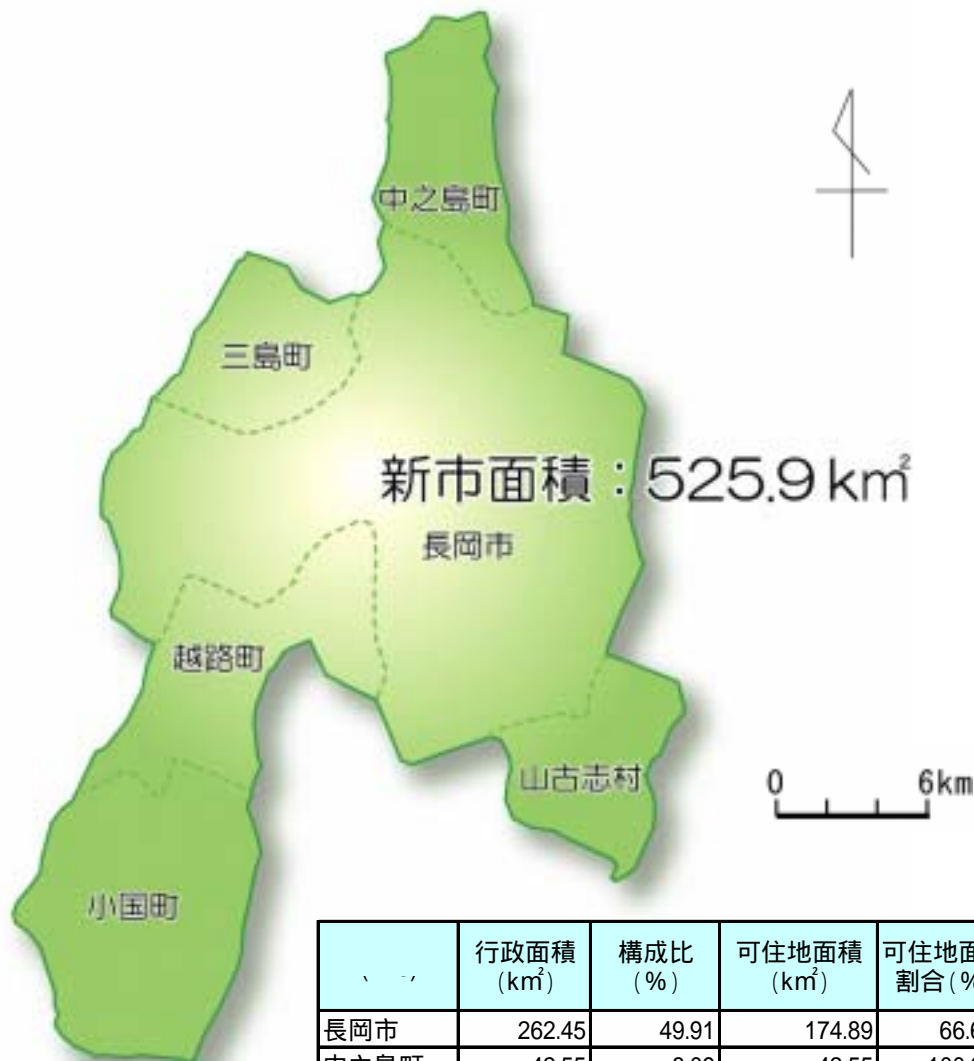 中之島町
三島町
新市面積：525.9km²
長岡市
越路町
山古志村
0 6km
小国町
行政面積 構成比 可住地面積
(km²) (%) (km²) 割合(%
長岡市 262.45 49.91 174.89